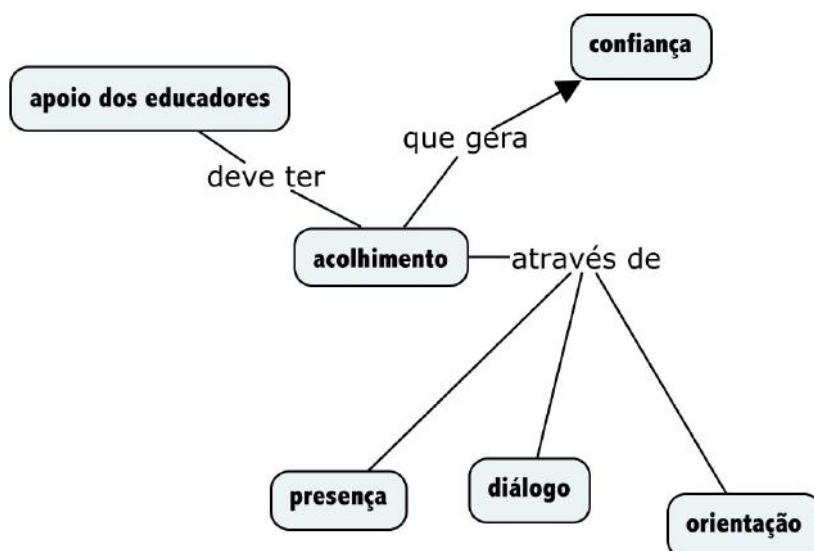 confiança
apoio dos educadores
que gera
deve ter
acolhimento
através de
presença
diálogo
orientação